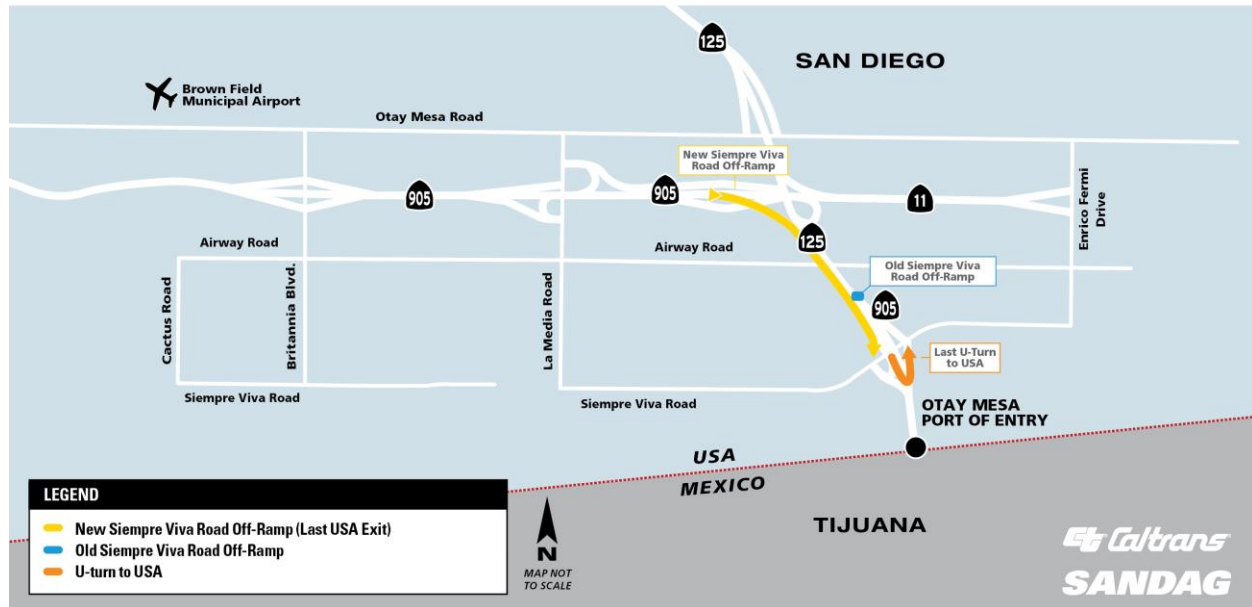 125
SAN DIEGO
Brown Field
Municipal Airport
Otay Mesa Road
New Siempre Viva
Road Off-Ramp
905
905
11
Enrico Fermi
Drive
125
Airway Road
Airway Road
Old Siempre Viva
Road Off-Ramp
905
Cactus Road
Britannia Blvd.
La Media Road
Last U-Turn
to USA
Siempre Viva Road
Siempre Viva Road
OTAY MESA
PORT OF ENTRY
USA
MEXICO
TIJUANA
LEGEND
New Siempre Viva Road Off-Ramp (Last USA Exit)
Old Siempre Viva Road Off-Ramp
U-turn to USA
N
MAP NOT
TO SCALE
ct Caltrans
SANDAG